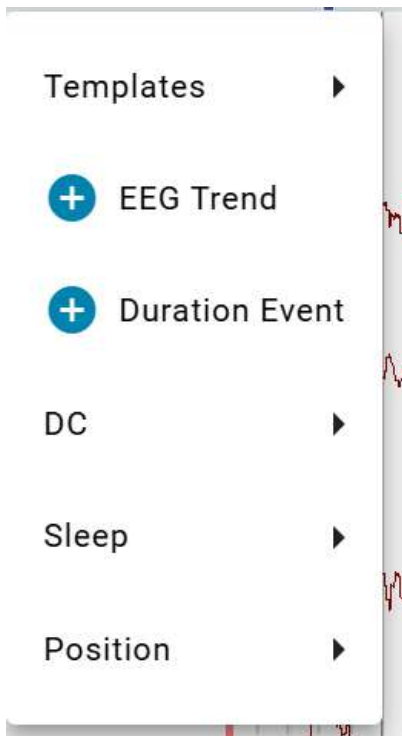 Templates
EEG Trend
Duration Event
DC
Sleep
Position